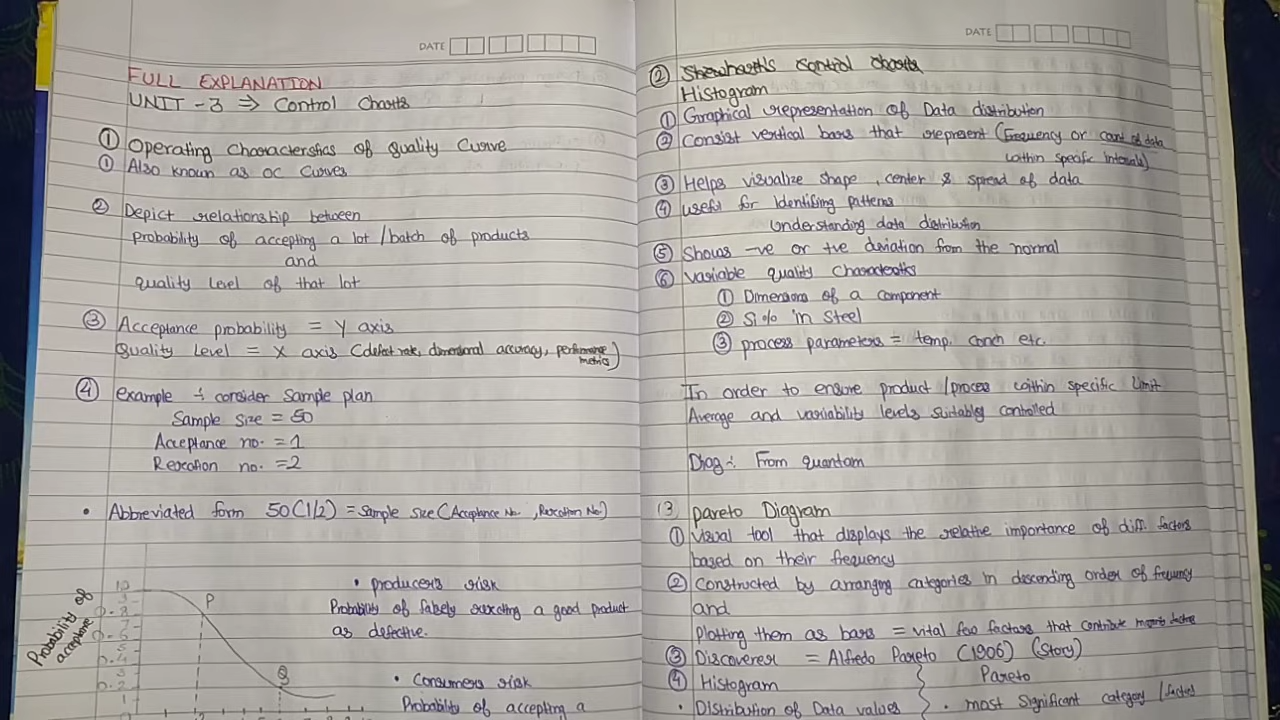 DATE
FULL EXPLANATION
UNIT - 3 ⇒ Control Charts
① Operating Characterstics of Quality Curve
① Also known as OC Curves
② Depict relationship between
probability of accepting a lot / batch of products
and
quality level of that lot
③ Acceptance probability = Y axis
Quality Level = X axis (defect rate, dimensional accuracy, performance metrics)
④ Example :- consider Sample plan
Sample size = 50
Acceptance no. = 1
Rejection no. = 2
• Abbreviated form 50(1/2) = Sample size (Acceptance No., Rejection No.)
Probability of acceptance
P
Q
• producers risk
Probability of falsely rejecting a good product
as defective.
• Consumers risk
Probability of accepting a
DATE
② Shewhart's control charts
Histogram
① Graphical representation of Data distribution
② Consist vertical bars that represent (Frequency or count of data
within specific intervals)
③ Helps visualize shape, center & spread of data
④ useful for Identifing patterns
Understanding data distribution
⑤ Shows -ve or +ve deviation from the normal
⑥ Variable quality
① Dimensions of a component
② Si% in Steel
③ process parameters = temp. conch etc.
In order to ensure product / process within specific limit
Average and variability levels suitably controlled
Diag :- From quantam
13 pareto Diagram
① Visual tool that displays the relative importance of diff. factors
based on their frequency
② Constructed by arranging categories in descending order of
and
Plotting them as bars = vital few factors that contribute
③ Discoverer = Alfredo Pareto (1906) (Story)
④ Histogram
Pareto
• Distribution of Data values
• most significant category /